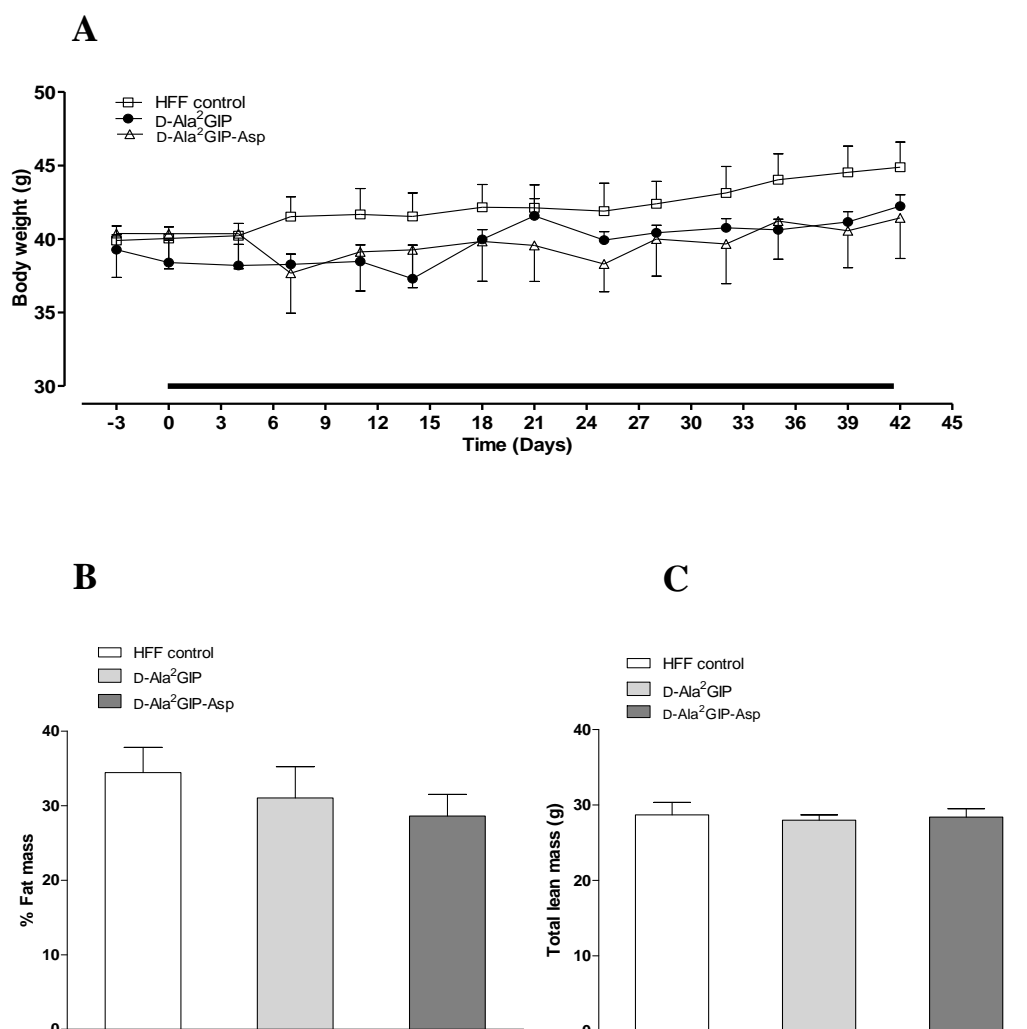 A
50
45
40
35
30
Body weight (g)
HFF control
D-Ala²GIP
D-Ala²GIP-Asp
-3 0 3 6 9 12 15 18 21 24 27 30 33 36 39 42 45
Time (Days)
B
HFF control
D-Ala²GIP
D-Ala²GIP-Asp
40
30
20
10
0
% Fat mass
C
HFF control
D-Ala²GIP
D-Ala²GIP-Asp
40
30
20
10
0
Total lean mass (g)